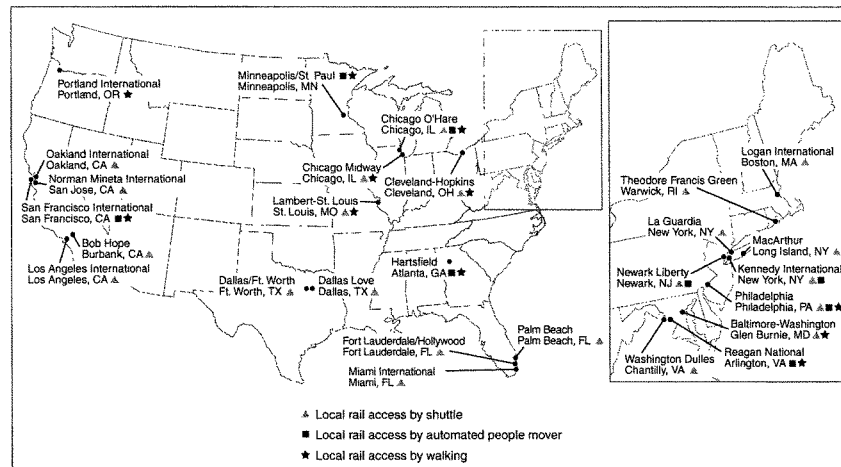 Portland International
Portland, OR ★
Minneapolis/St. Paul ■★
Minneapolis, MN
Chicago O'Hare
Chicago, IL ▲■★
Oakland International
Oakland, CA ▲
Norman Mineta International
San Jose, CA ▲
San Francisco International
San Francisco, CA ■★
Bob Hope
Burbank, CA ▲
Los Angeles International
Los Angeles, CA ▲
Chicago Midway
Chicago, IL ▲★
Cleveland-Hopkins
Cleveland, OH ▲★
Lambert-St. Louis
St. Louis, MO ▲★
Hartsfield
Atlanta, GA ■★
Dallas/Ft. Worth
Ft. Worth, TX ▲
Dallas Love
Dallas, TX ▲
Palm Beach
Palm Beach, FL ▲
Fort Lauderdale/Hollywood
Fort Lauderdale, FL ▲
Miami International
Miami, FL ▲
Logan International
Boston, MA ▲
Theodore Francis Green
Warwick, RI ▲
La Guardia
New York, NY ▲
MacArthur
Long Island, NY ▲
Newark Liberty
Newark, NJ ▲■
Kennedy International
New York, NY ▲■
Philadelphia
Philadelphia, PA ▲■★
Baltimore-Washington
Glen Burnie, MD ▲★
Washington Dulles
Chantilly, VA ▲
Reagan National
Arlington, VA ■★
▲ Local rail access by shuttle
■ Local rail access by automated people mover
★ Local rail access by walking